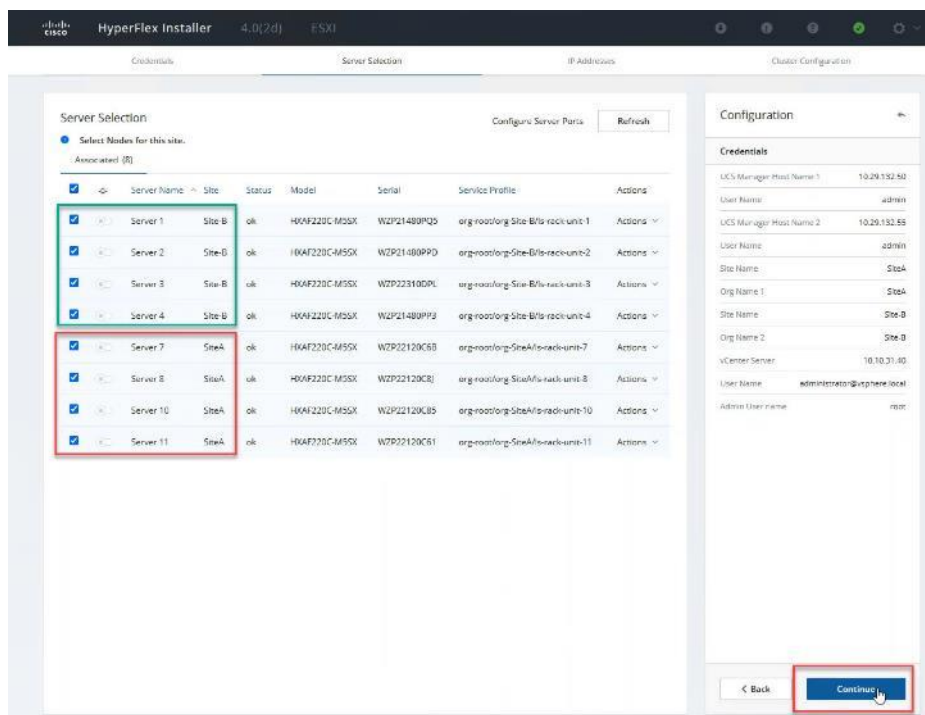 cisco HyperFlex Installer 4.0(2d) ESXi
Credentials Server Selection IP Addresses Cluster Configuration
Server Selection
Configure Server Ports Refresh
Select Nodes for this site.
Associated (8)
Server Name Site Status Model Serial Service Profile Actions
Server 1 Site-B ok HXAF220C-M5SX WZP21480PQ5 org-root/org-Site-B/ls-rack-unit-1 Actions
Server 2 Site-B ok HXAF220C-M5SX WZP21480PPD org-root/org-Site-B/ls-rack-unit-2 Actions
Server 3 Site-B ok HXAF220C-M5SX WZP22310DPL org-root/org-Site-B/ls-rack-unit-3 Actions
Server 4 Site-B ok HXAF220C-M5SX WZP21480PP3 org-root/org-Site-B/ls-rack-unit-4 Actions
Server 7 SiteA ok HXAF220C-M5SX WZP22120C6B org-root/org-SiteA/ls-rack-unit-7 Actions
Server 8 SiteA ok HXAF220C-M5SX WZP22120C8J org-root/org-SiteA/ls-rack-unit-8 Actions
Server 10 SiteA ok HXAF220C-M5SX WZP22120C85 org-root/org-SiteA/ls-rack-unit-10 Actions
Server 11 SiteA ok HXAF220C-M5SX WZP22120C61 org-root/org-SiteA/ls-rack-unit-11 Actions
Configuration
Credentials
UCS Manager Host Name 1 10.29.132.50
User Name admin
UCS Manager Host Name 2 10.29.132.55
User Name admin
Site Name SiteA
Org Name 1 SiteA
Site Name Site-B
Org Name 2 Site-B
vCenter Server 10.10.31.40
User Name administrator@vsphere.local
Admin User name root
< Back Continue